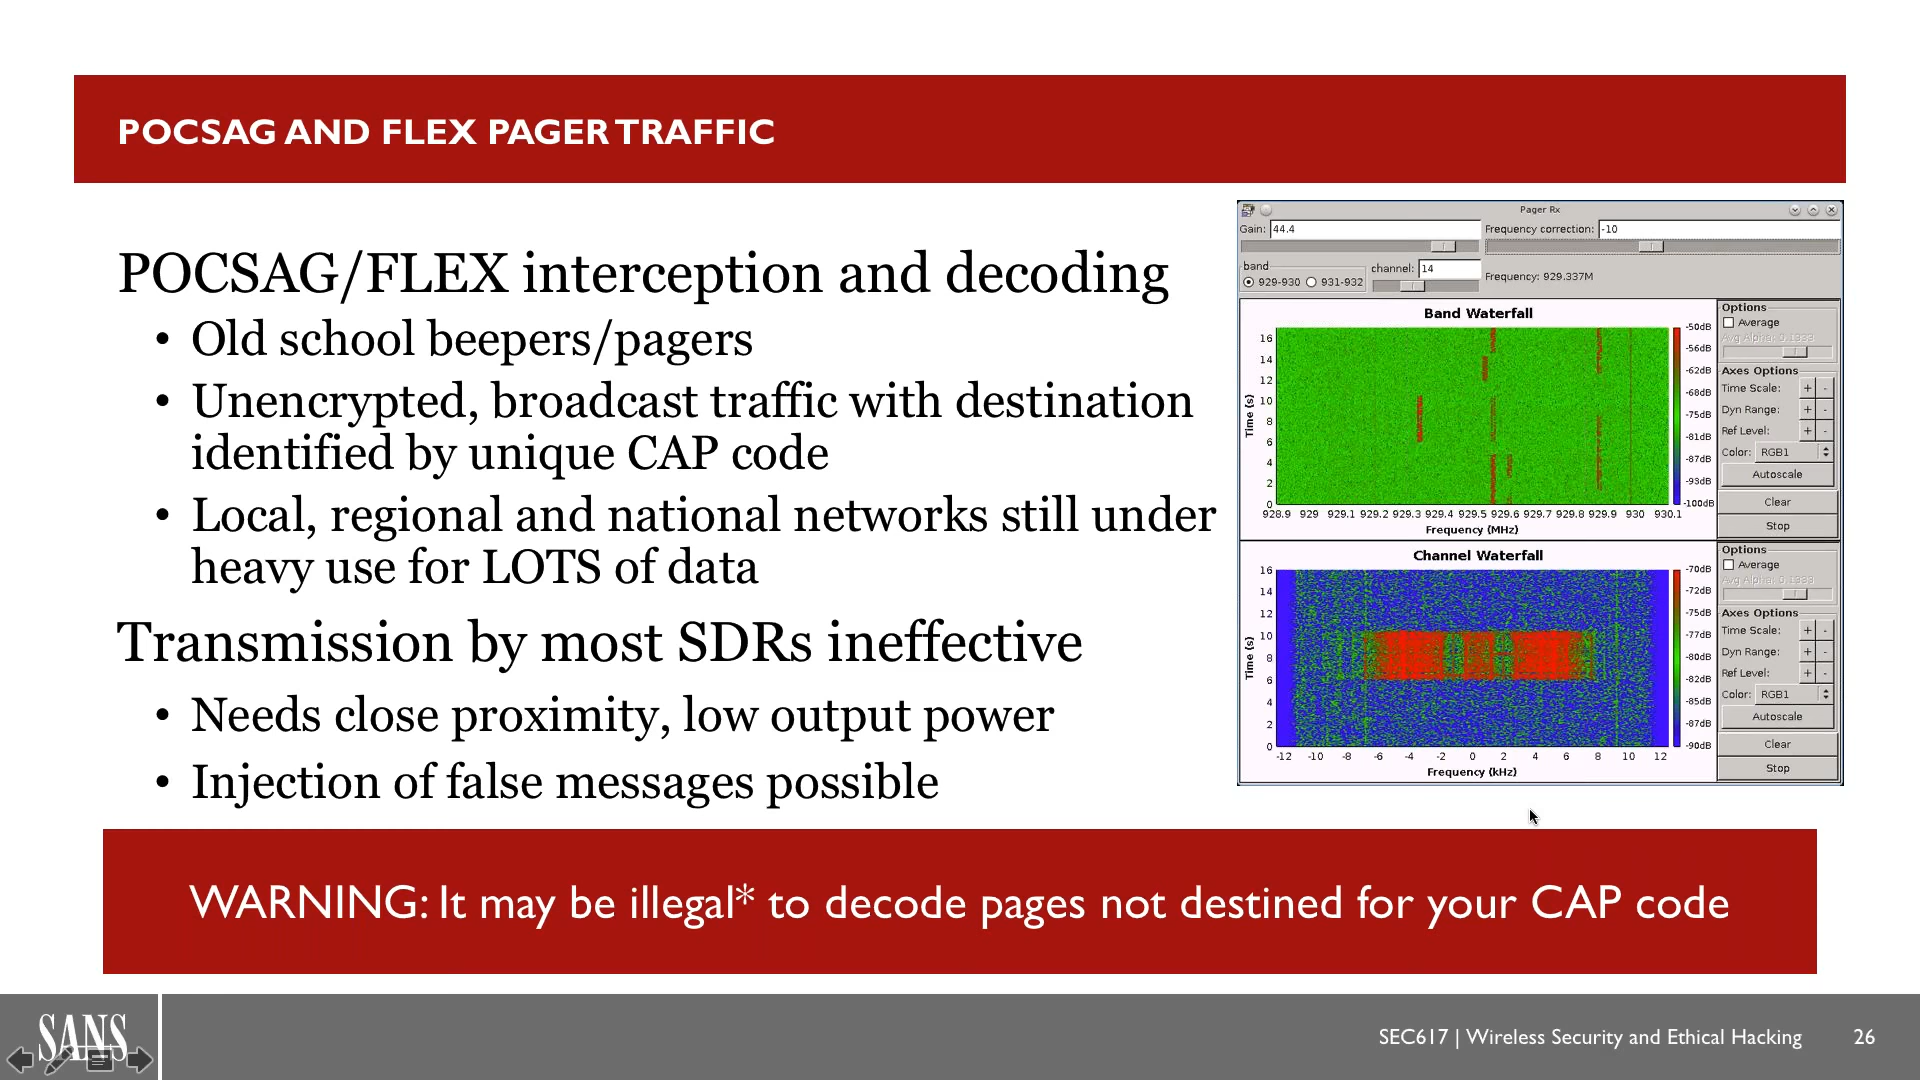 POCSAG AND FLEX PAGER TRAFFIC
POCSAG/FLEX interception and decoding
• Old school beepers/pagers
• Unencrypted, broadcast traffic with destination
identified by unique CAP code
• Local, regional and national networks still under
heavy use for LOTS of data
Transmission by most SDRs ineffective
• Needs close proximity, low output power
• Injection of false messages possible
Pager Rx
Gain: 44.4
Frequency correction: -10
band
929-930 931-932
channel: 14
Frequency: 929.337M
Band Waterfall
Time (s)
16
14
12
10
8
6
4
2
0
928.9 929 929.1 929.2 929.3 929.4 929.5 929.6 929.7 929.8 929.9 930 930.1
Frequency (MHz)
-50dB
-56dB
-62dB
-68dB
-75dB
-81dB
-87dB
-93dB
-100dB
Options
Average
Avg Alpha: 0.1333
Axes Options
Time Scale: + -
Dyn Range: + -
Ref Level: + -
Color: RGB1
Autoscale
Clear
Stop
Channel Waterfall
Time (s)
16
14
12
10
8
6
4
2
0
-12 -10 -8 -6 -4 -2 0 2 4 6 8 10 12
Frequency (kHz)
-70dB
-72dB
-75dB
-77dB
-80dB
-82dB
-85dB
-87dB
-90dB
Options
Average
Avg Alpha: 0.1333
Axes Options
Time Scale: + -
Dyn Range: + -
Ref Level: + -
Color: RGB1
Autoscale
Clear
Stop
WARNING: It may be illegal* to decode pages not destined for your CAP code
SANS
SEC617 | Wireless Security and Ethical Hacking 26